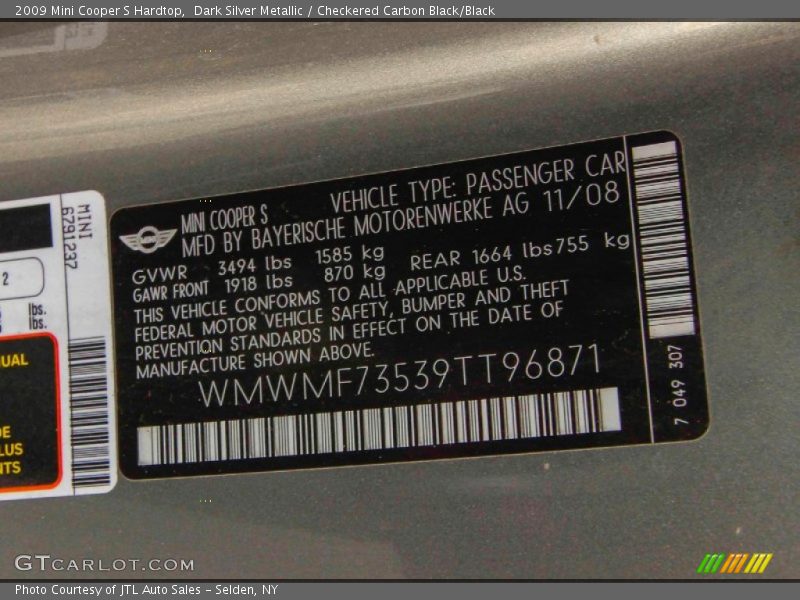 2009 Mini Cooper S Hardtop,  Dark Silver Metallic / Checkered Carbon Black/Black
MINI
6791237
2
lbs.
lbs.
UAL
DE
LUS
NTS
MINI COOPER S VEHICLE TYPE: PASSENGER CAR
MFD BY BAYERISCHE MOTORENWERKE AG 11/08
GVWR 3494 lbs 1585 kg
GAWR FRONT 1918 lbs 870 kg REAR 1664 lbs 755 kg
THIS VEHICLE CONFORMS TO ALL APPLICABLE U.S.
FEDERAL MOTOR VEHICLE SAFETY, BUMPER AND THEFT
PREVENTION STANDARDS IN EFFECT ON THE DATE OF
MANUFACTURE SHOWN ABOVE.
WMWMF73539TT96871
7 049 307
GTCARLOT.COM
Photo Courtesy of JTL Auto Sales - Selden, NY